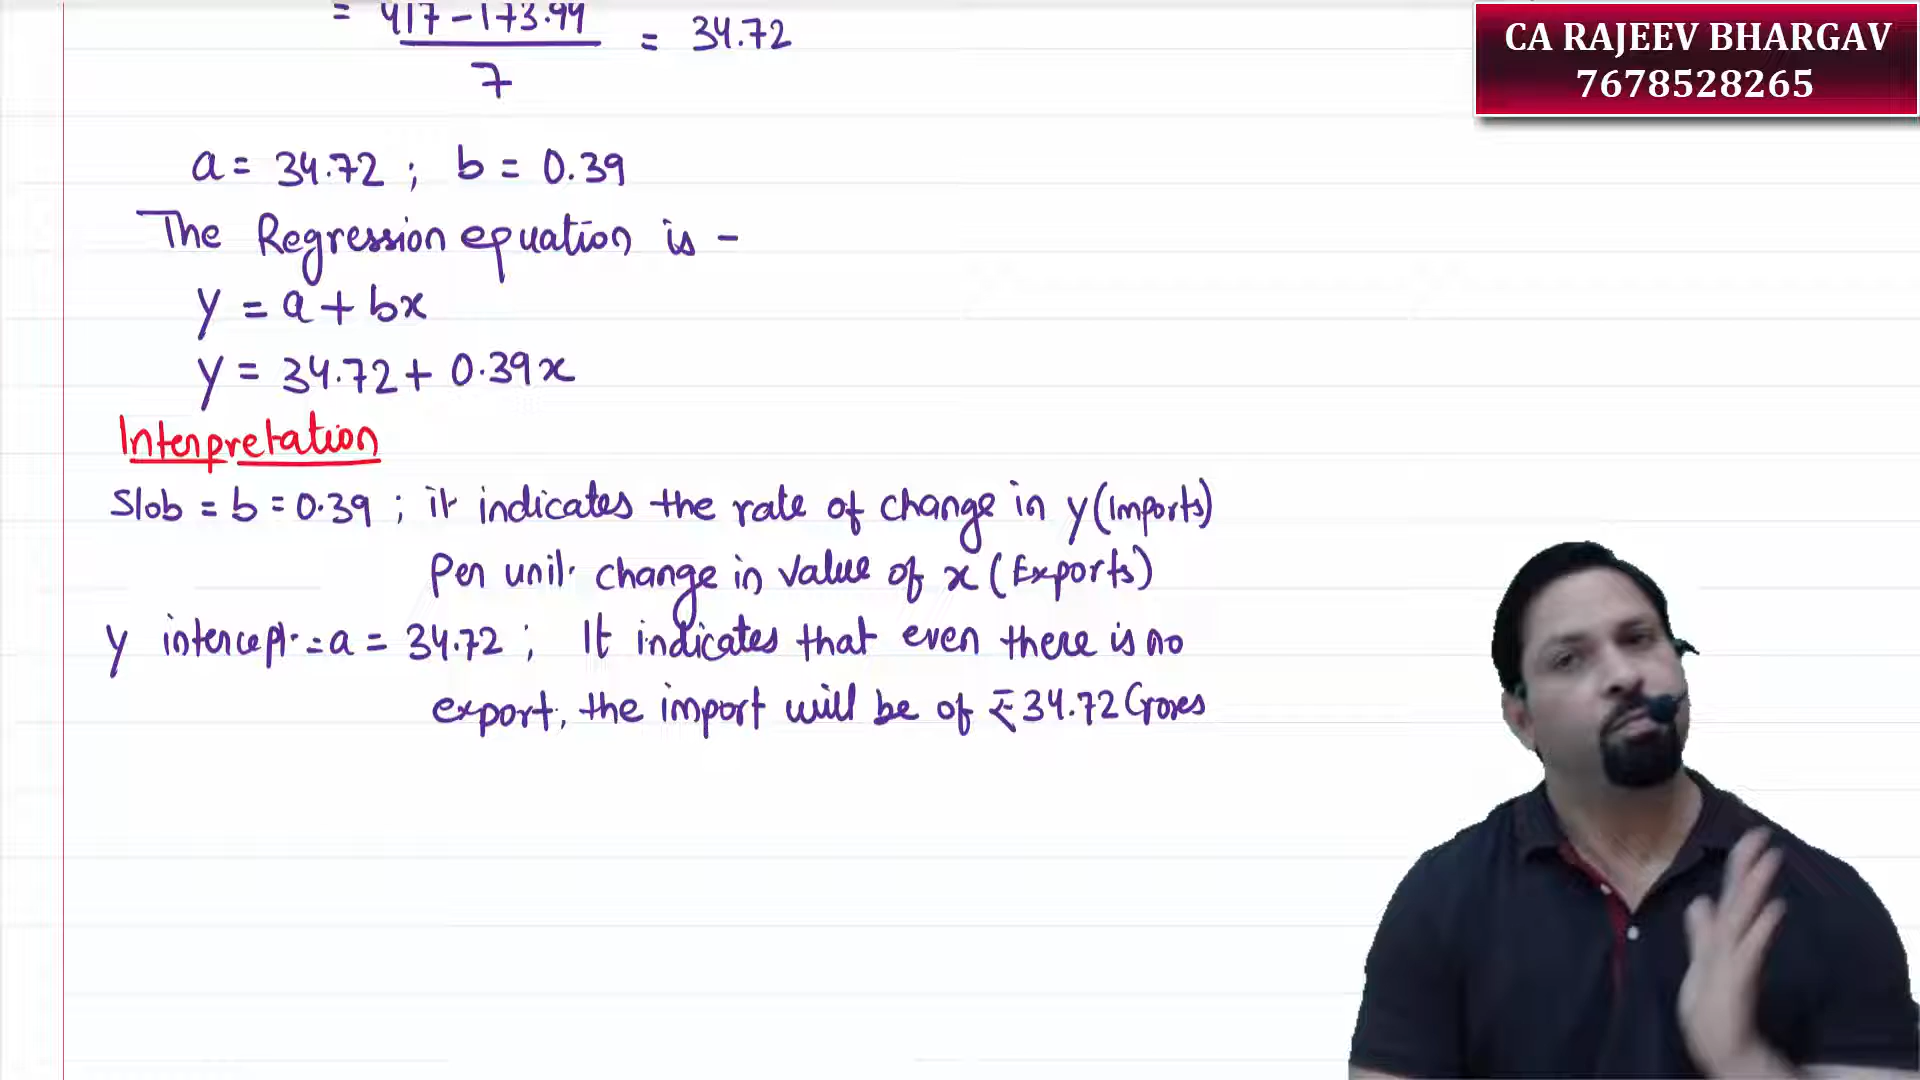 = 417 - 173.94 / 7 = 34.72
CA RAJEEV BHARGAV
7678528265
a = 34.72 ; b = 0.39
The Regression equation is -
y = a + bx
y = 34.72 + 0.39x
Interpretation
Slob = b = 0.39 ; it indicates the rate of change in y (Imports)
Per unit change in value of x (Exports)
y intercept = a = 34.72 ; It indicates that even there is no
export, the import will be of ₹34.72 Crores